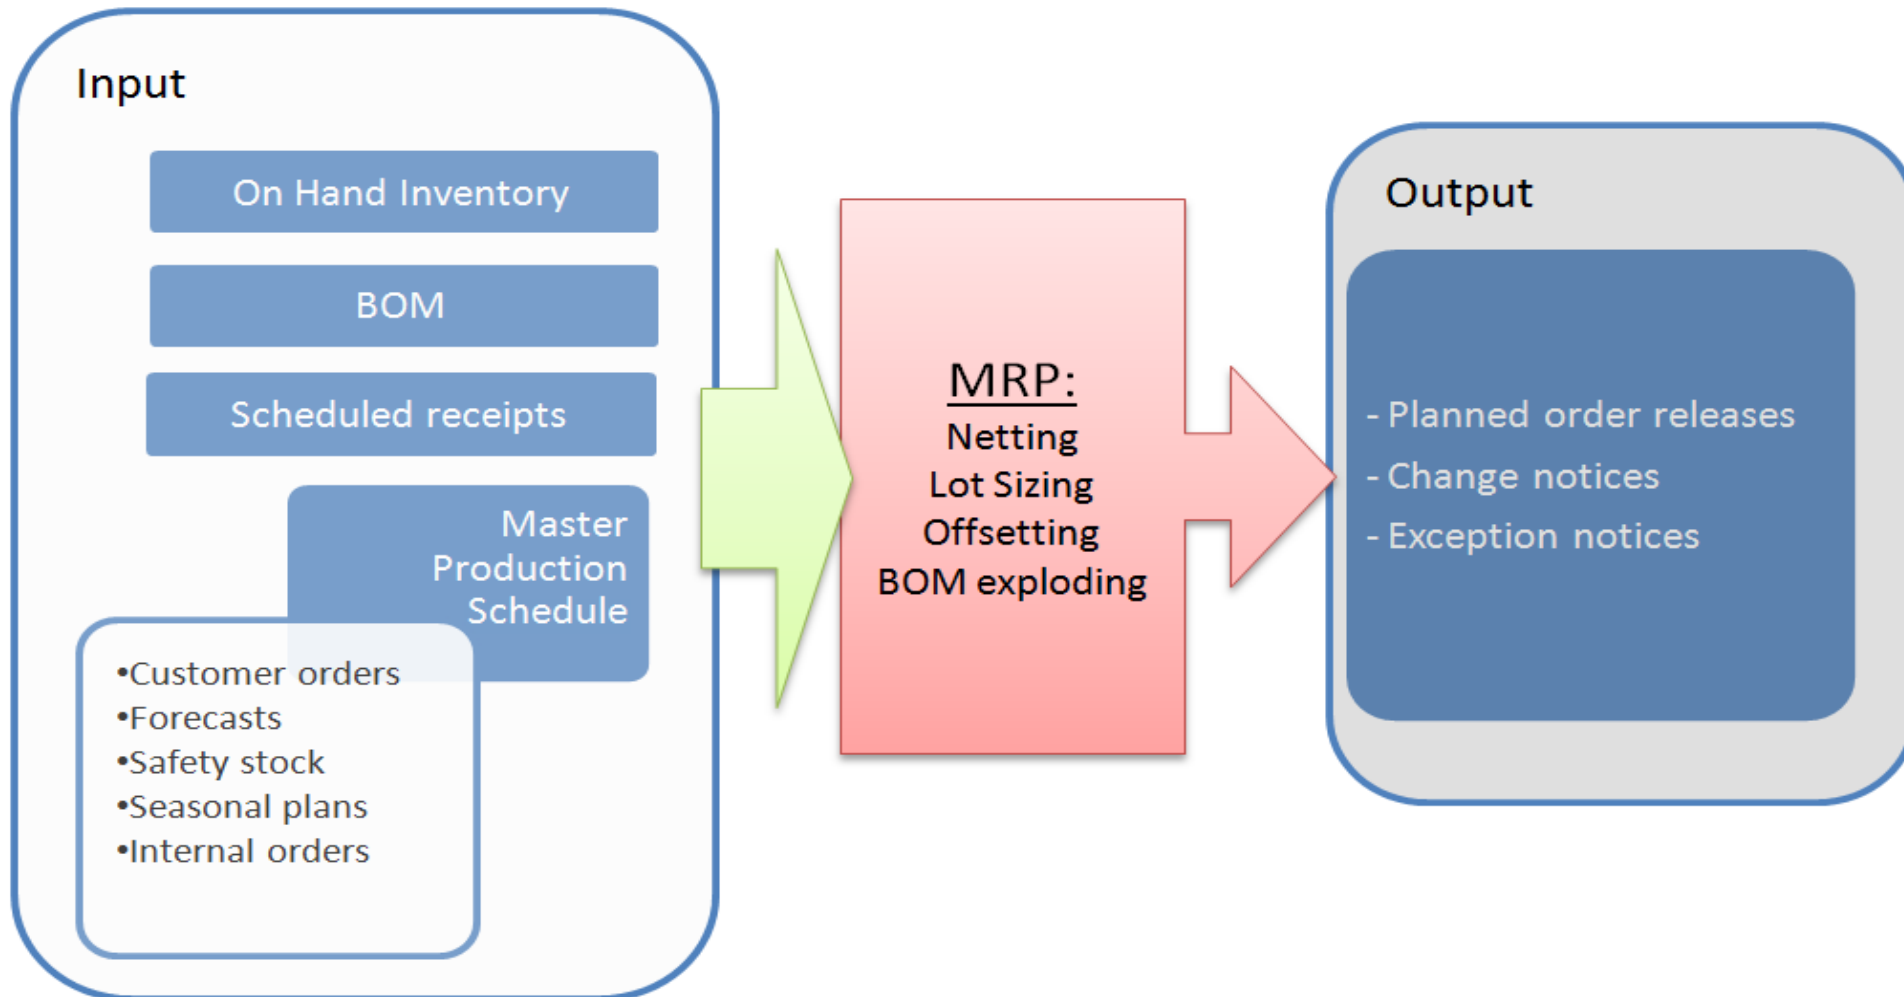 Input
On Hand Inventory
BOM
Scheduled receipts
Master
Production
Schedule
•Customer orders
•Forecasts
•Safety stock
•Seasonal plans
•Internal orders
MRP:
Netting
Lot Sizing
Offsetting
BOM exploding
Output
- Planned order releases
- Change notices
- Exception notices